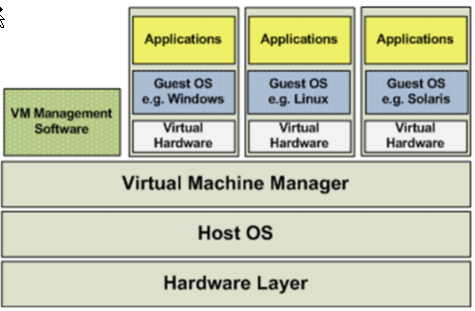 Applications
Applications
Applications
Guest OS
e.g. Windows
Guest OS
e.g. Linux
Guest OS
e.g. Solaris
VM Management
Software
Virtual
Hardware
Virtual
Hardware
Virtual
Hardware
Virtual Machine Manager
Host OS
Hardware Layer